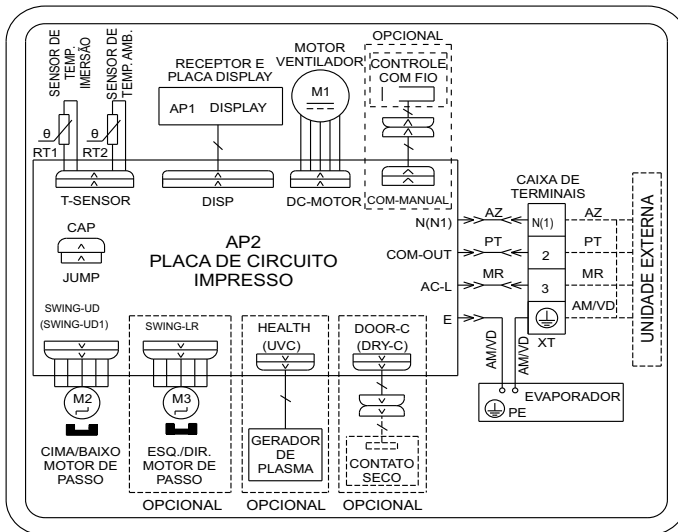 SENSOR DE
TEMP.
IMERSÃO
SENSOR DE
TEMP. AMB.
RECEPTOR E
PLACA DISPLAY
MOTOR
VENTILADOR
OPCIONAL
CONTROLE
COM FIO
AP1 DISPLAY
M1
θ
θ
RT1
RT2
T-SENSOR
DISP
DC-MOTOR
COM-MANUAL
CAIXA DE
TERMINAIS
CAP
JUMP
AP2
PLACA DE CIRCUITO
IMPRESSO
N(N1)
AZ
N(1)
AZ
COM-OUT
PT
2
PT
AC-L
MR
3
MR
E
AM/VD
XT
UNIDADE EXTERNA
AM/VD
AM/VD
EVAPORADOR
PE
SWING-UD
(SWING-UD1)
SWING-LR
HEALTH
(UVC)
DOOR-C
(DRY-C)
M2
M3
CIMA/BAIXO
MOTOR DE
PASSO
ESQ./DIR.
MOTOR DE
PASSO
GERADOR
DE
PLASMA
CONTATO
SECO
OPCIONAL
OPCIONAL
OPCIONAL